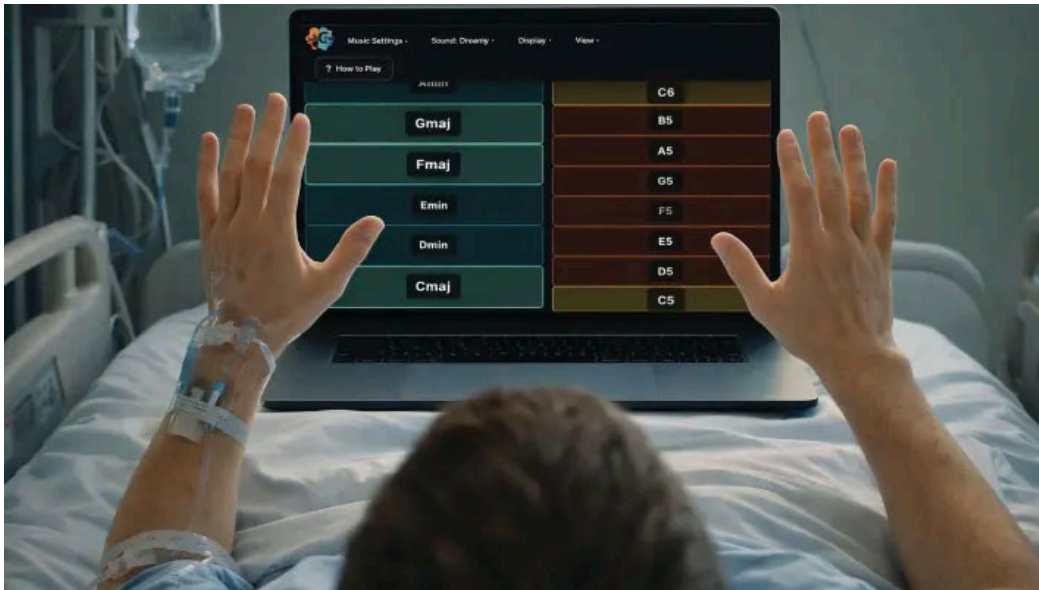 Music Settings Sound: Dreamy Display View
? How to Play
Amin
Gmaj
Fmaj
Emin
Dmin
Cmaj
C6
B5
A5
G5
F5
E5
D5
C5